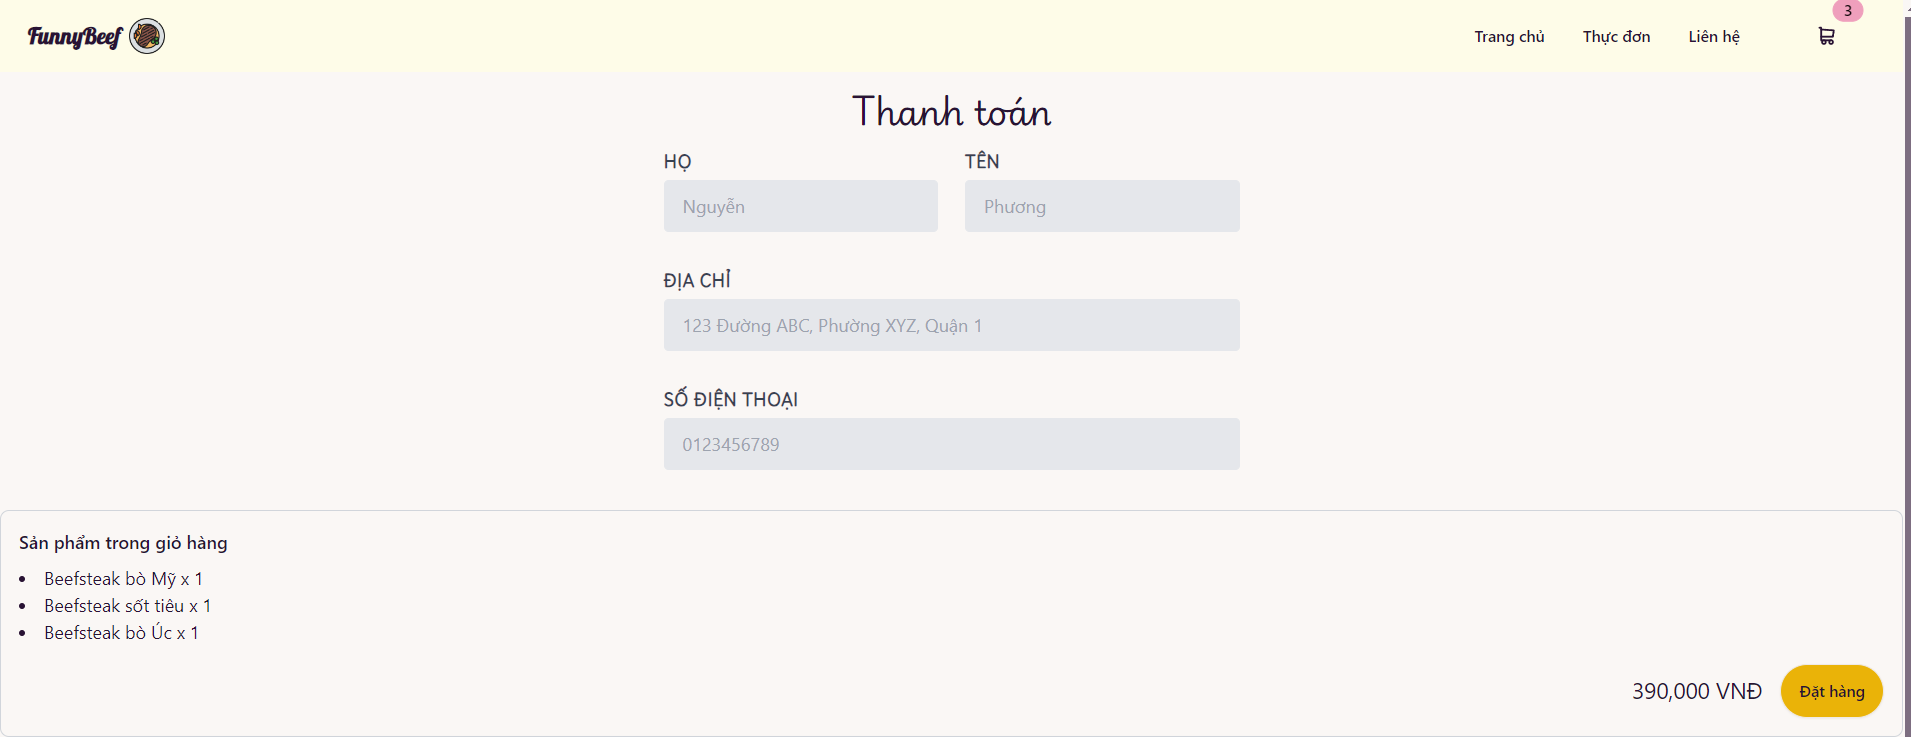 FunnyBeef
Trang chủ
Thực đơn
Liên hệ
3
Thanh toán
HỌ
TÊN
Nguyễn
Phương
ĐỊA CHỈ
123 Đường ABC, Phường XYZ, Quận 1
SỐ ĐIỆN THOẠI
0123456789
Sản phẩm trong giỏ hàng
Beefsteak bò Mỹ x 1
Beefsteak sốt tiêu x 1
Beefsteak bò Úc x 1
390,000 VNĐ
Đặt hàng